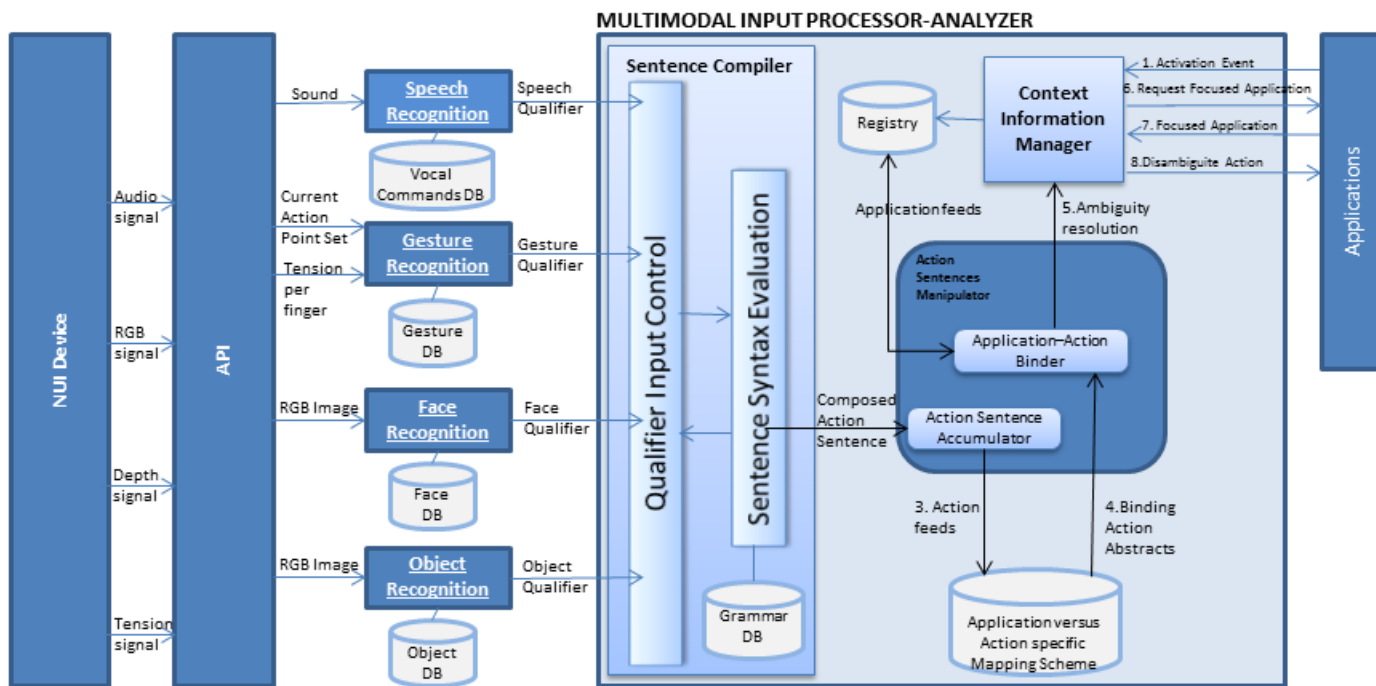 MULTIMODAL INPUT PROCESSOR-ANALYZER
NUI Device
Audio
signal
RGB
signal
Depth
signal
Tension
signal
API
Sound
Current
Action
Point Set
Tension
per
finger
RGB Image
RGB Image
Speech
Recognition
Vocal
Commands DB
Gesture
Recognition
Gesture
DB
Face
Recognition
Face
DB
Object
Recognition
Object
DB
Speech
Qualifier
Gesture
Qualifier
Face
Qualifier
Object
Qualifier
Sentence Compiler
Qualifier Input Control
Sentence Syntax Evaluation
Grammar
DB
Composed
Action
Sentence
Registry
Application feeds
Context
Information
Manager
5.Ambiguity
resolution
Action
Sentences
Manipulator
Application–Action
Binder
Action Sentence
Accumulator
3. Action
feeds
4.Binding
Action
Abstracts
Application versus
Action specific
Mapping Scheme
1. Activation Event
6. Request Focused Application
7. Focused Application
8.Disambiguite Action
Applications